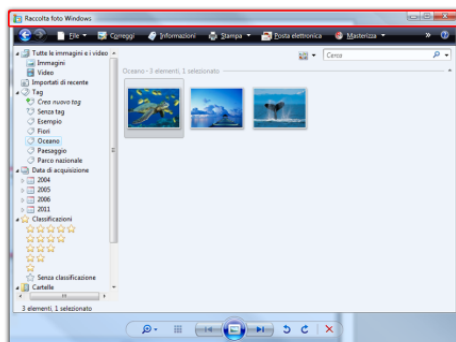 Raccolta foto Windows
File Correggi Informazioni Stampa Posta elettronica Masterizza »
Tutte le immagini e i video
Immagini
Video
Importati di recente
Tag
Crea nuovo tag
Senza tag
Esempio
Fiori
Oceano
Paesaggio
Parco nazionale
Data di acquisizione
2004
2005
2006
2011
Classificazioni
Senza classificazione
Cartelle
Cerca
Oceano - 3 elementi, 1 selezionato
3 elementi, 1 selezionato